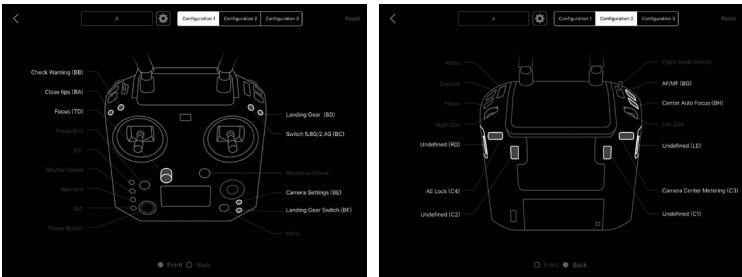 A
Configuration 1
Configuration 2
Configuration 3
Reset
Check Warning (BB)
Close tips (BA)
Focus (TD)
Pause/Exit
EV
Shutter Speed
Aperture
ISO
Power Button
Landing Gear (BD)
Switch 5.8G/2.4G (BC)
Return-to-Home
Camera Settings (BE)
Landing Gear Switch (BF)
Menu
Front
Back
A
Configuration 1
Configuration 2
Configuration 3
Reset
Video
Capture
Focus
Right Dial
Undefined (RD)
AE Lock (C4)
Undefined (C2)
Flight Mode Switch
AF/MF (BG)
Center Auto Focus (BH)
Left Dial
Undefined (LD)
Camera Center Metering (C3)
Undefined (C1)
Front
Back